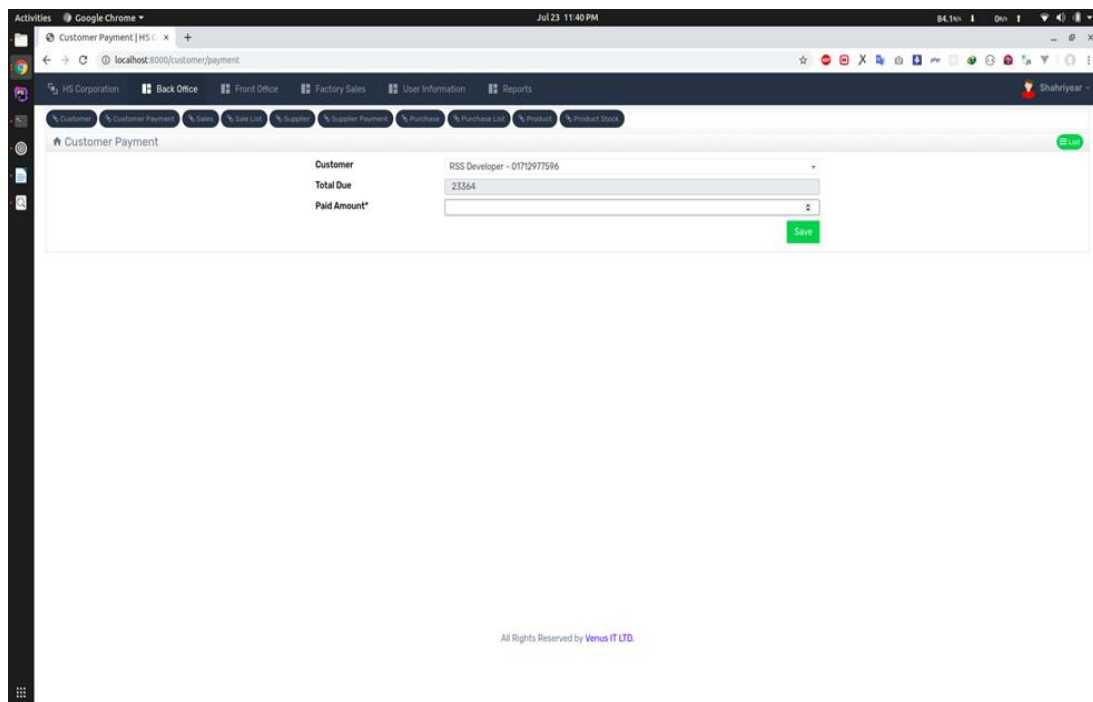 Activities Google Chrome Jul 23 11:40 PM
Customer Payment | HS C
localhost:8000/customer/payment
HS Corporation Back Office Front Office Factory Sales User Information Reports Shahriyear
Customer Customer Payment Sales Sale List Supplier Supplier Payment Purchase Purchase List Product Product Stock
Customer Payment List
Customer RSS Developer - 01712977596
Total Due 23364
Paid Amount*
Save
All Rights Reserved by Venus IT LTD.